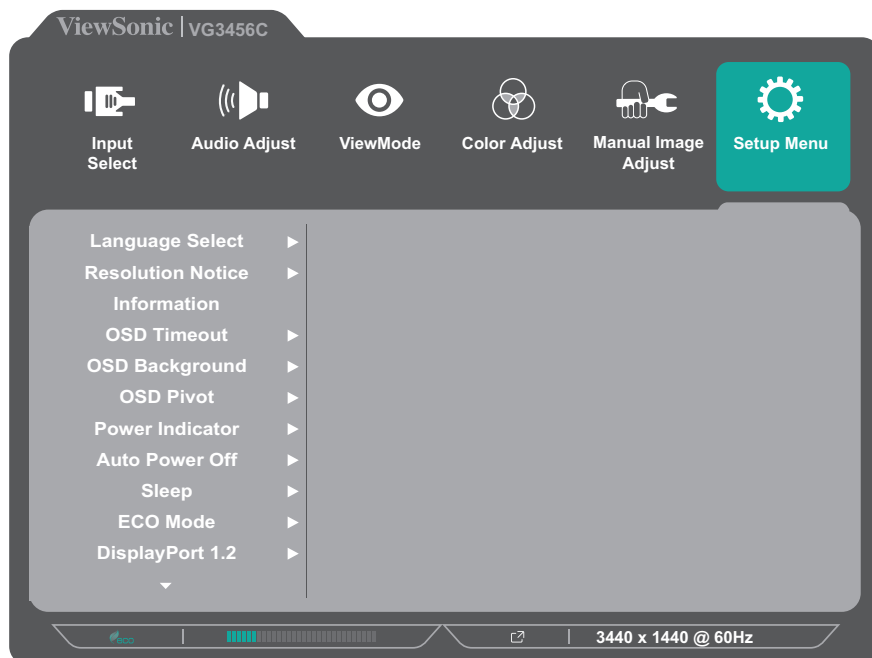 ViewSonic VG3456C
Input
Select
Audio Adjust
ViewMode
Color Adjust
Manual Image
Adjust
Setup Menu
Language Select
Resolution Notice
Information
OSD Timeout
OSD Background
OSD Pivot
Power Indicator
Auto Power Off
Sleep
ECO Mode
DisplayPort 1.2
eco
3440 x 1440 @ 60Hz